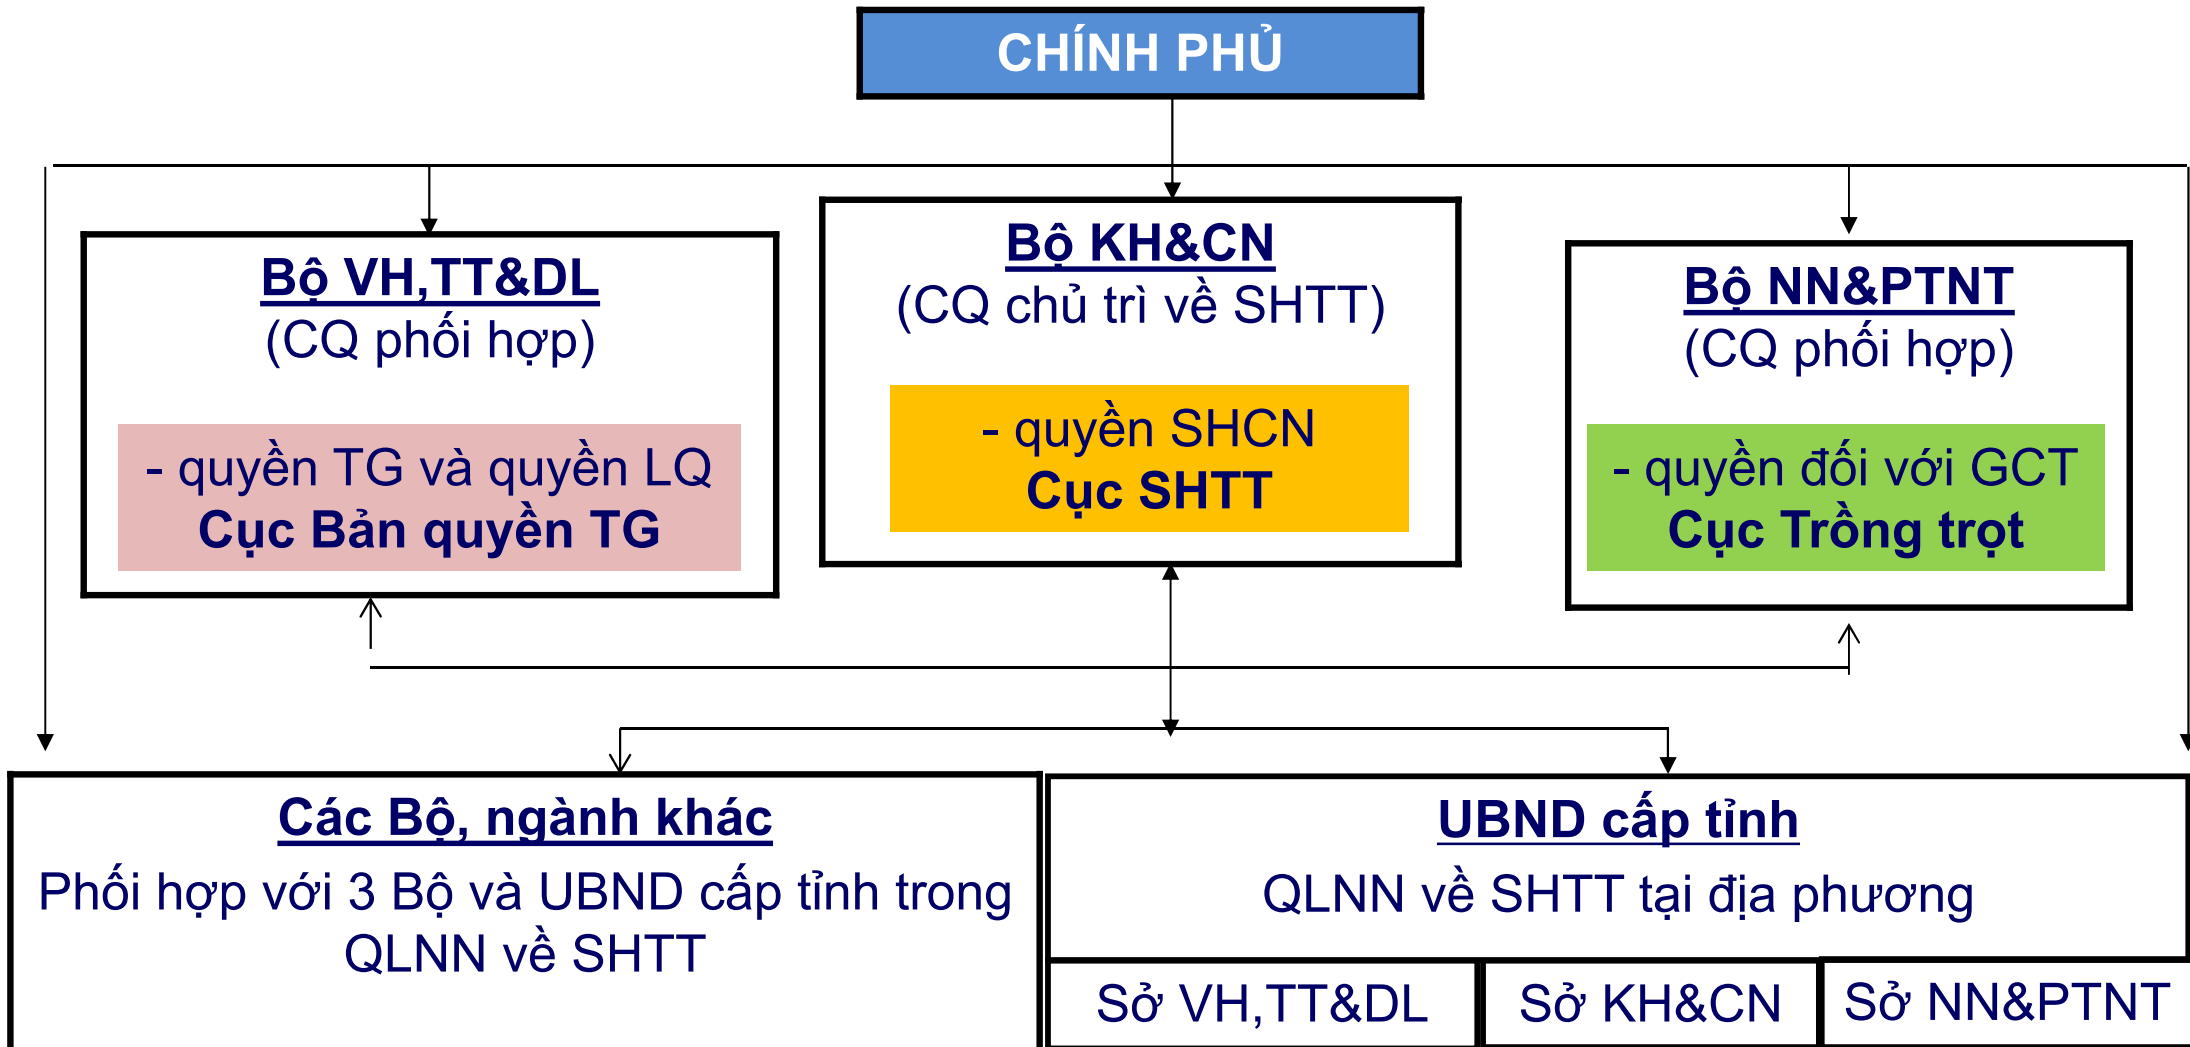 CHÍNH PHỦ
Bộ VH,TT&DL
(CQ phối hợp)
- quyền TG và quyền LQ
Cục Bản quyền TG
Bộ KH&CN
(CQ chủ trì về SHTT)
- quyền SHCN
Cục SHTT
Bộ NN&PTNT
(CQ phối hợp)
- quyền đối với GCT
Cục Trồng trọt
Các Bộ, ngành khác
Phối hợp với 3 Bộ và UBND cấp tỉnh trong
QLNN về SHTT
UBND cấp tỉnh
QLNN về SHTT tại địa phương
Sở VH,TT&DL
Sở KH&CN
Sở NN&PTNT